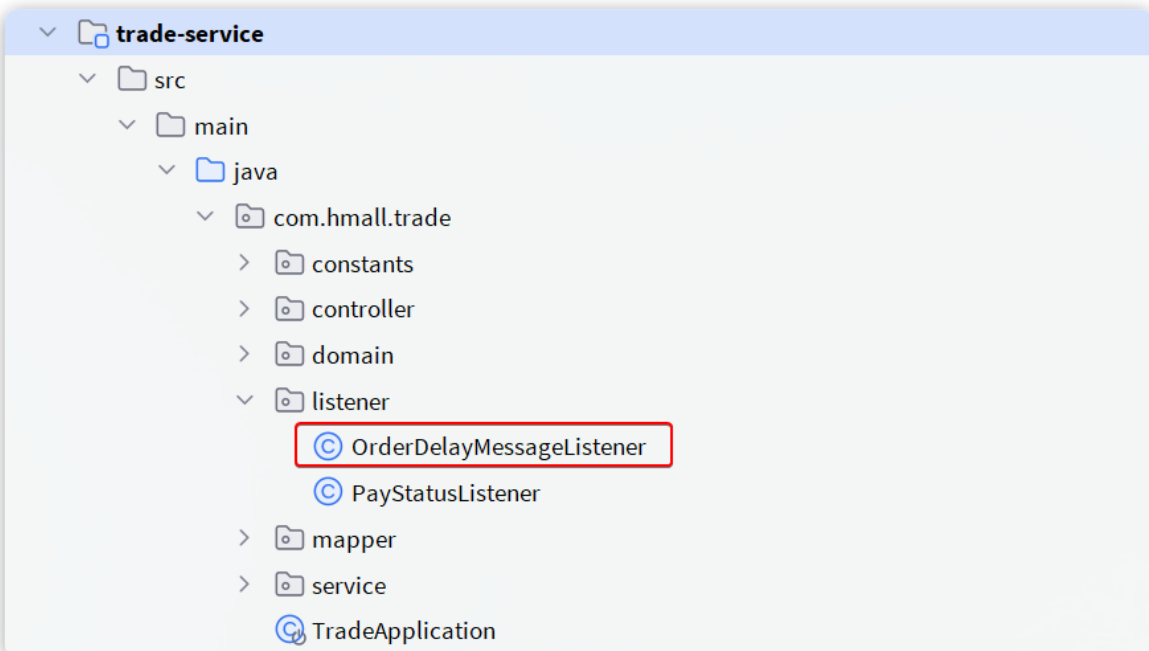 trade-service
src
main
java
com.hmall.trade
constants
controller
domain
listener
OrderDelayMessageListener
PayStatusListener
mapper
service
TradeApplication